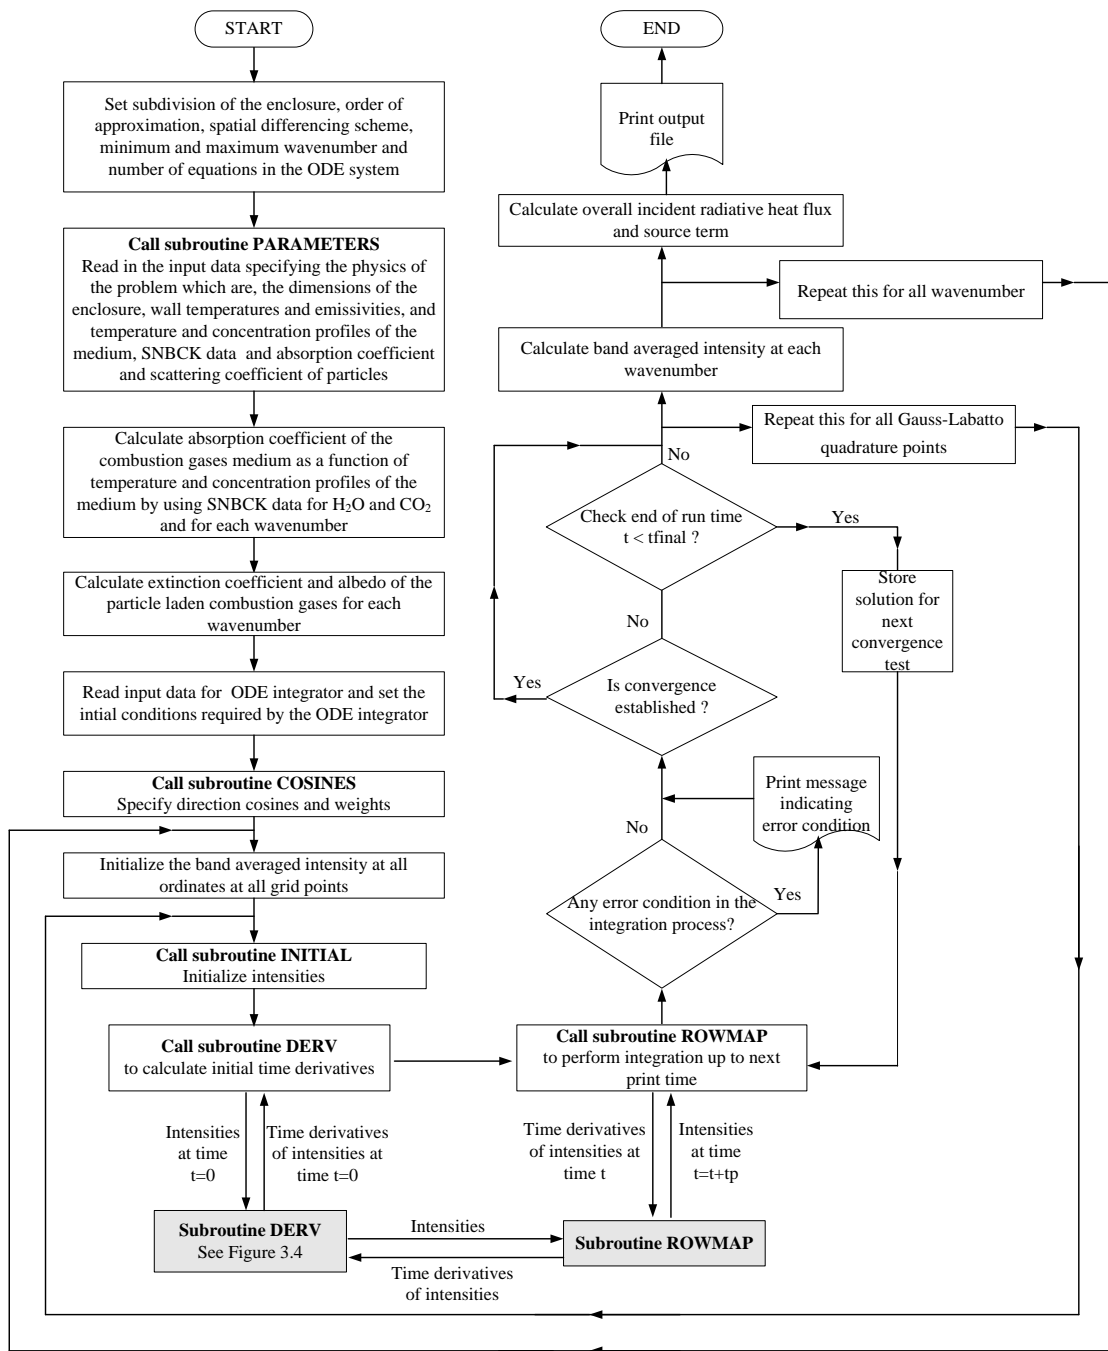 START
Set subdivision of the enclosure, order of
approximation, spatial differencing scheme,
minimum and maximum wavenumber and
number of equations in the ODE system
Call subroutine PARAMETERS
Read in the input data specifying the physics of
the problem which are, the dimensions of the
enclosure, wall temperatures and emissivities, and
temperature and concentration profiles of the
medium, SNBCK data and absorption coefficient
and scattering coefficient of particles
Calculate absorption coefficient of the
combustion gases medium as a function of
temperature and concentration profiles of the
medium by using SNBCK data for H₂O and CO₂
and for each wavenumber
Calculate extinction coefficient and albedo of the
particle laden combustion gases for each
wavenumber
Read input data for ODE integrator and set the
intial conditions required by the ODE integrator
Call subroutine COSINES
Specify direction cosines and weights
Initialize the band averaged intensity at all
ordinates at all grid points
Call subroutine INITIAL
Initialize intensities
Call subroutine DERV
to calculate initial time derivatives
Intensities
at time
t=0
Time derivatives
of intensities at
time t=0
Subroutine DERV
See Figure 3.4
Intensities
Time derivatives
of intensities
Subroutine ROWMAP
Time derivatives
of intensities at
time t
Intensities
at time
t=t+tp
Call subroutine ROWMAP
to perform integration up to next
print time
Any error condition in the
integration process?
Yes
No
Print message
indicating
error condition
Is convergence
established ?
Yes
No
Check end of run time
t < tfinal ?
Yes
No
Store
solution for
next
convergence
test
Repeat this for all Gauss-Labatto
quadrature points
Calculate band averaged intensity at each
wavenumber
Repeat this for all wavenumber
Calculate overall incident radiative heat flux
and source term
Print output
file
END